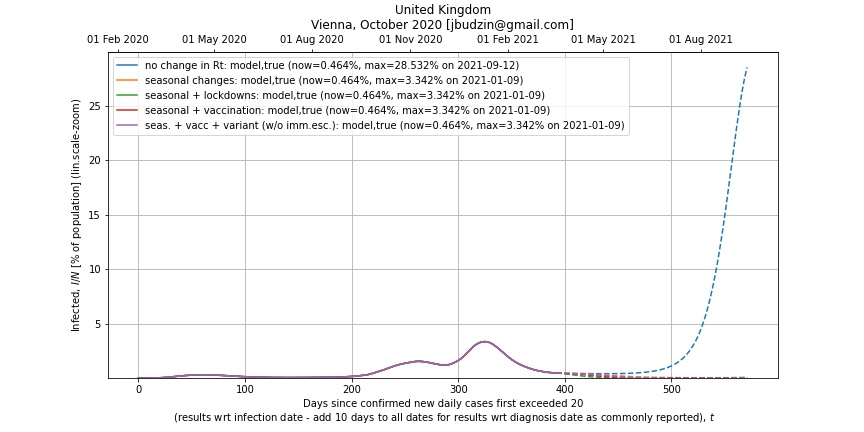 United Kingdom
Vienna, October 2020 [jbudzin@gmail.com]
01 Feb 2020 01 May 2020 01 Aug 2020 01 Nov 2020 01 Feb 2021 01 May 2021 01 Aug 2021
no change in Rt: model,true (now=0.464%, max=28.532% on 2021-09-12)
seasonal changes: model,true (now=0.464%, max=3.342% on 2021-01-09)
seasonal + lockdowns: model,true (now=0.464%, max=3.342% on 2021-01-09)
seasonal + vaccination: model,true (now=0.464%, max=3.342% on 2021-01-09)
seas. + vacc + variant (w/o imm.esc.): model,true (now=0.464%, max=3.342% on 2021-01-09)
Infected, I/N [% of population] (lin.scale-zoom)
25
20
15
10
5
0 100 200 300 400 500
Days since confirmed new daily cases first exceeded 20
(results wrt infection date - add 10 days to all dates for results wrt diagnosis date as commonly reported), t